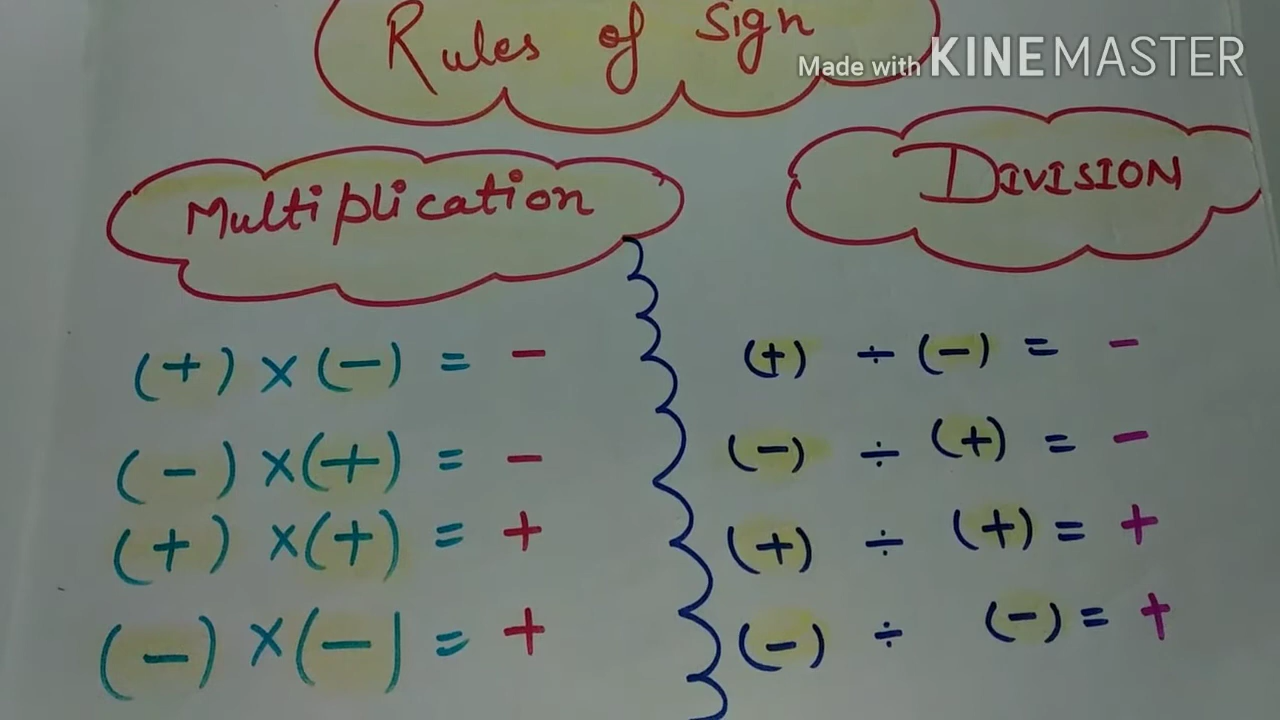 Rules of Sign
Made with KINEMASTER
Multiplication
(+) × (-) = -
(-) ×(+) = -
(+) ×(+) = +
(-) ×(-) = +
DIVISION
(+) ÷ (-) = -
(-) ÷ (+) = -
(+) ÷ (+) = +
(-) ÷ (-) = +